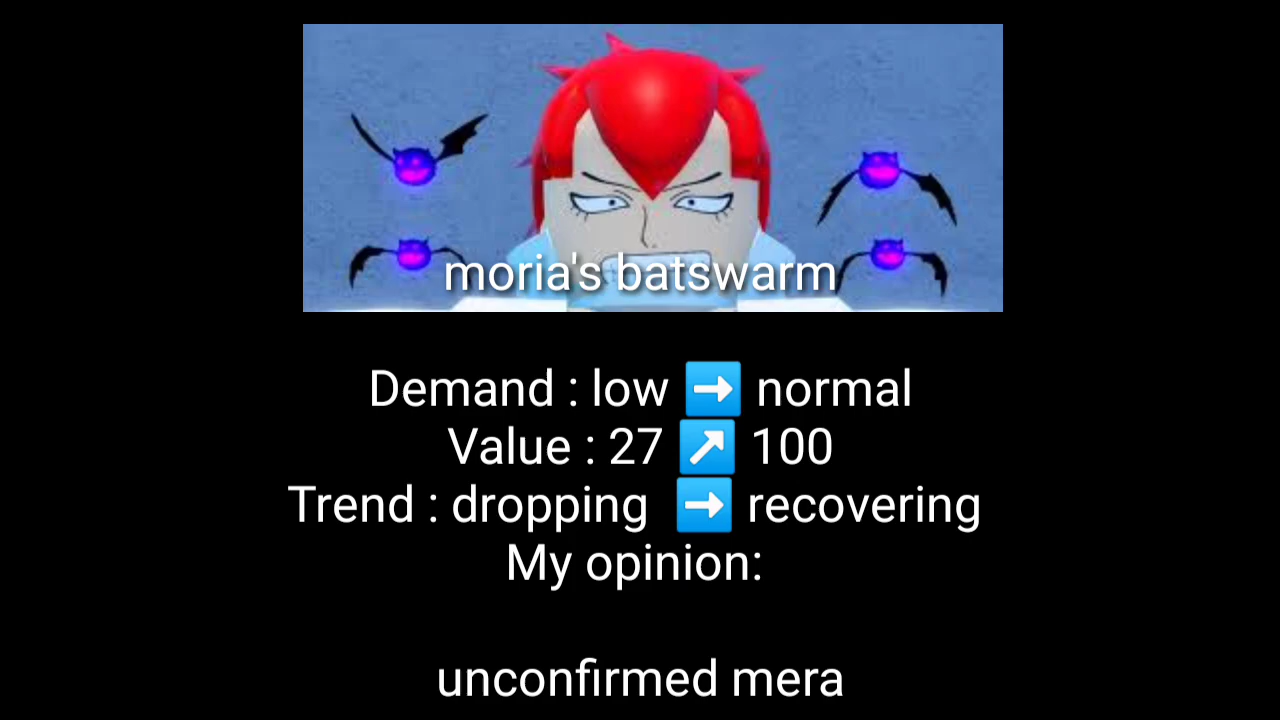 moria's batswarm
Demand : low ➡️ normal
Value : 27 ↗️ 100
Trend : dropping ➡️ recovering
My opinion:
unconfirmed mera